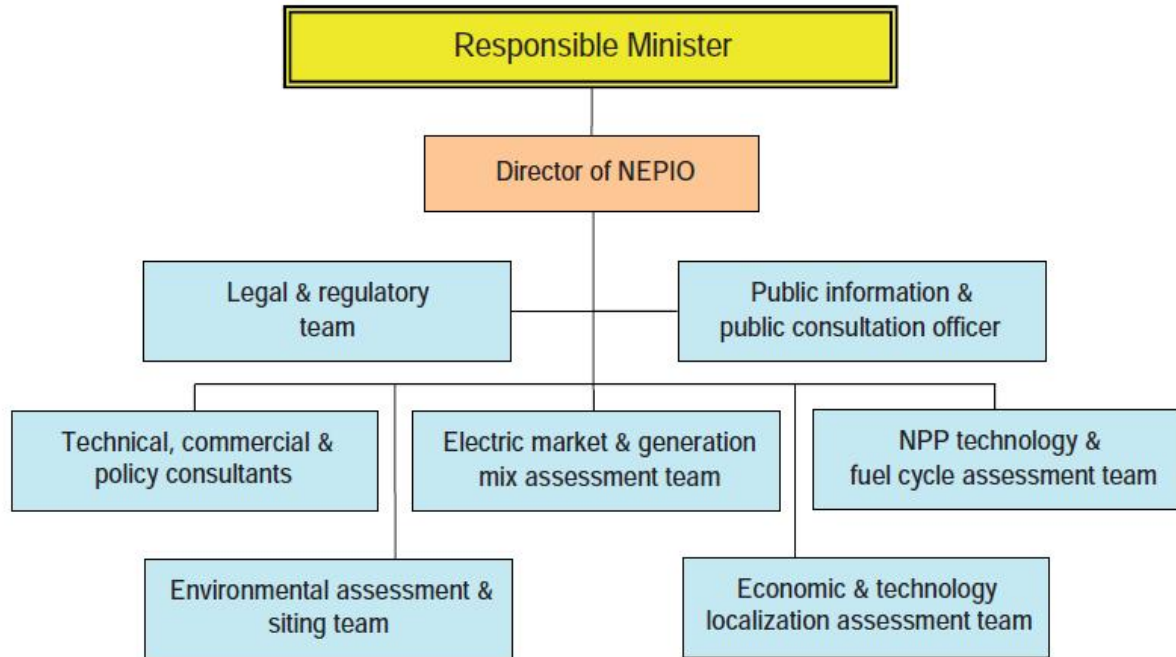 Responsible Minister
Director of NEPIO
Legal & regulatory
team
Public information &
public consultation officer
Technical, commercial &
policy consultants
Electric market & generation
mix assessment team
NPP technology &
fuel cycle assessment team
Environmental assessment &
siting team
Economic & technology
localization assessment team